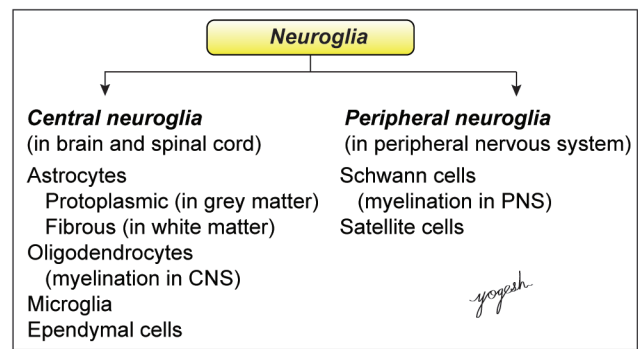 Neuroglia
Central neuroglia
(in brain and spinal cord)
Astrocytes
Protoplasmic (in grey matter)
Fibrous (in white matter)
Oligodendrocytes
(myelination in CNS)
Microglia
Ependymal cells
Peripheral neuroglia
(in peripheral nervous system)
Schwann cells
(myelination in PNS)
Satellite cells
yogesh